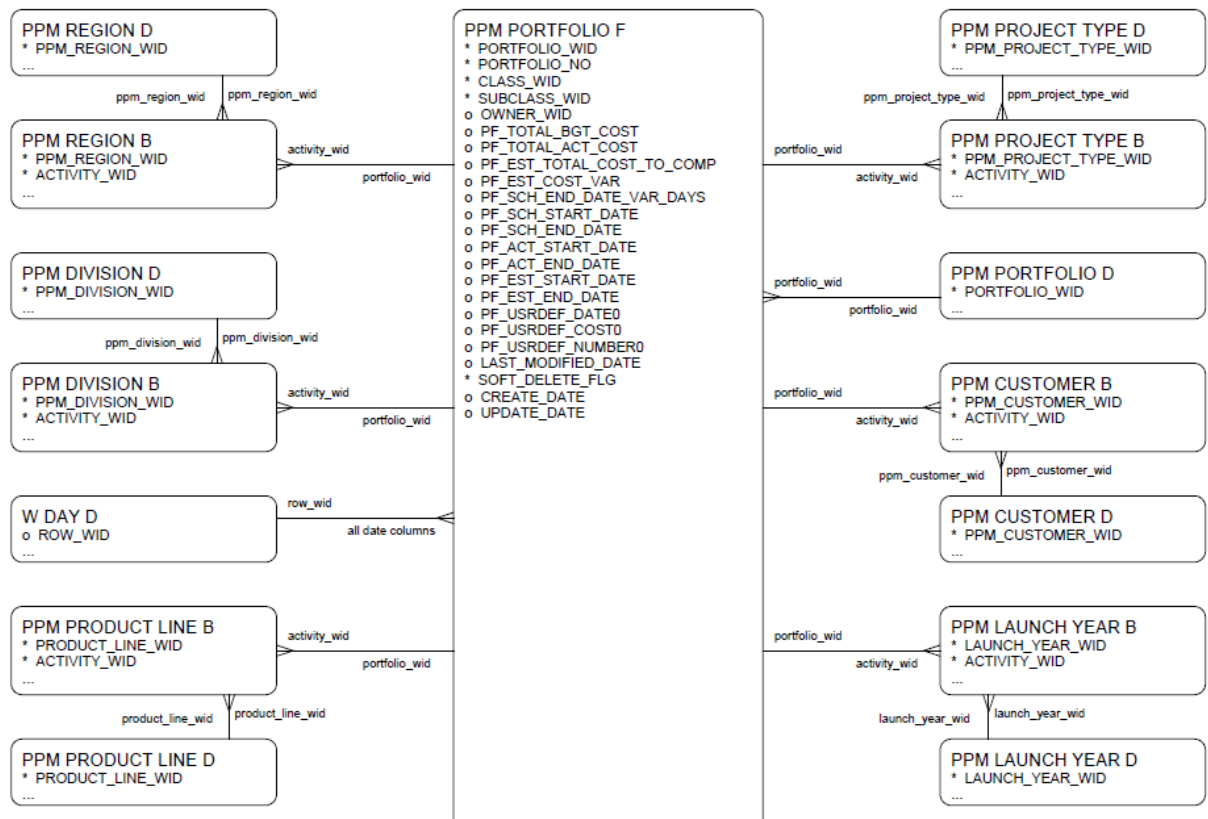 PPM REGION D
* PPM_REGION_WID
...
ppm_region_wid
ppm_region_wid
PPM REGION B
* PPM_REGION_WID
* ACTIVITY_WID
...
activity_wid
portfolio_wid
PPM DIVISION D
* PPM_DIVISION_WID
...
ppm_division_wid
ppm_division_wid
PPM DIVISION B
* PPM_DIVISION_WID
* ACTIVITY_WID
...
activity_wid
portfolio_wid
W DAY D
o ROW_WID
...
row_wid
all date columns
PPM PRODUCT LINE B
* PRODUCT_LINE_WID
* ACTIVITY_WID
...
activity_wid
portfolio_wid
product_line_wid
product_line_wid
PPM PRODUCT LINE D
* PRODUCT_LINE_WID
...
PPM PORTFOLIO F
* PORTFOLIO_WID
* PORTFOLIO_NO
* CLASS_WID
* SUBCLASS_WID
o OWNER_WID
o PF_TOTAL_BGT_COST
o PF_TOTAL_ACT_COST
o PF_EST_TOTAL_COST_TO_COMP
o PF_EST_COST_VAR
o PF_SCH_END_DATE_VAR_DAYS
o PF_SCH_START_DATE
o PF_SCH_END_DATE
o PF_ACT_START_DATE
o PF_ACT_END_DATE
o PF_EST_START_DATE
o PF_EST_END_DATE
o PF_USRDEF_DATE0
o PF_USRDEF_COST0
o PF_USRDEF_NUMBER0
o LAST_MODIFIED_DATE
* SOFT_DELETE_FLG
o CREATE_DATE
o UPDATE_DATE
PPM PROJECT TYPE D
* PPM_PROJECT_TYPE_WID
...
ppm_project_type_wid
ppm_project_type_wid
PPM PROJECT TYPE B
* PPM_PROJECT_TYPE_WID
* ACTIVITY_WID
...
portfolio_wid
activity_wid
PPM PORTFOLIO D
* PORTFOLIO_WID
...
portfolio_wid
portfolio_wid
PPM CUSTOMER B
* PPM_CUSTOMER_WID
* ACTIVITY_WID
...
portfolio_wid
activity_wid
ppm_customer_wid
ppm_customer_wid
PPM CUSTOMER D
* PPM_CUSTOMER_WID
...
PPM LAUNCH YEAR B
* LAUNCH_YEAR_WID
* ACTIVITY_WID
...
portfolio_wid
activity_wid
launch_year_wid
launch_year_wid
PPM LAUNCH YEAR D
* LAUNCH_YEAR_WID
...